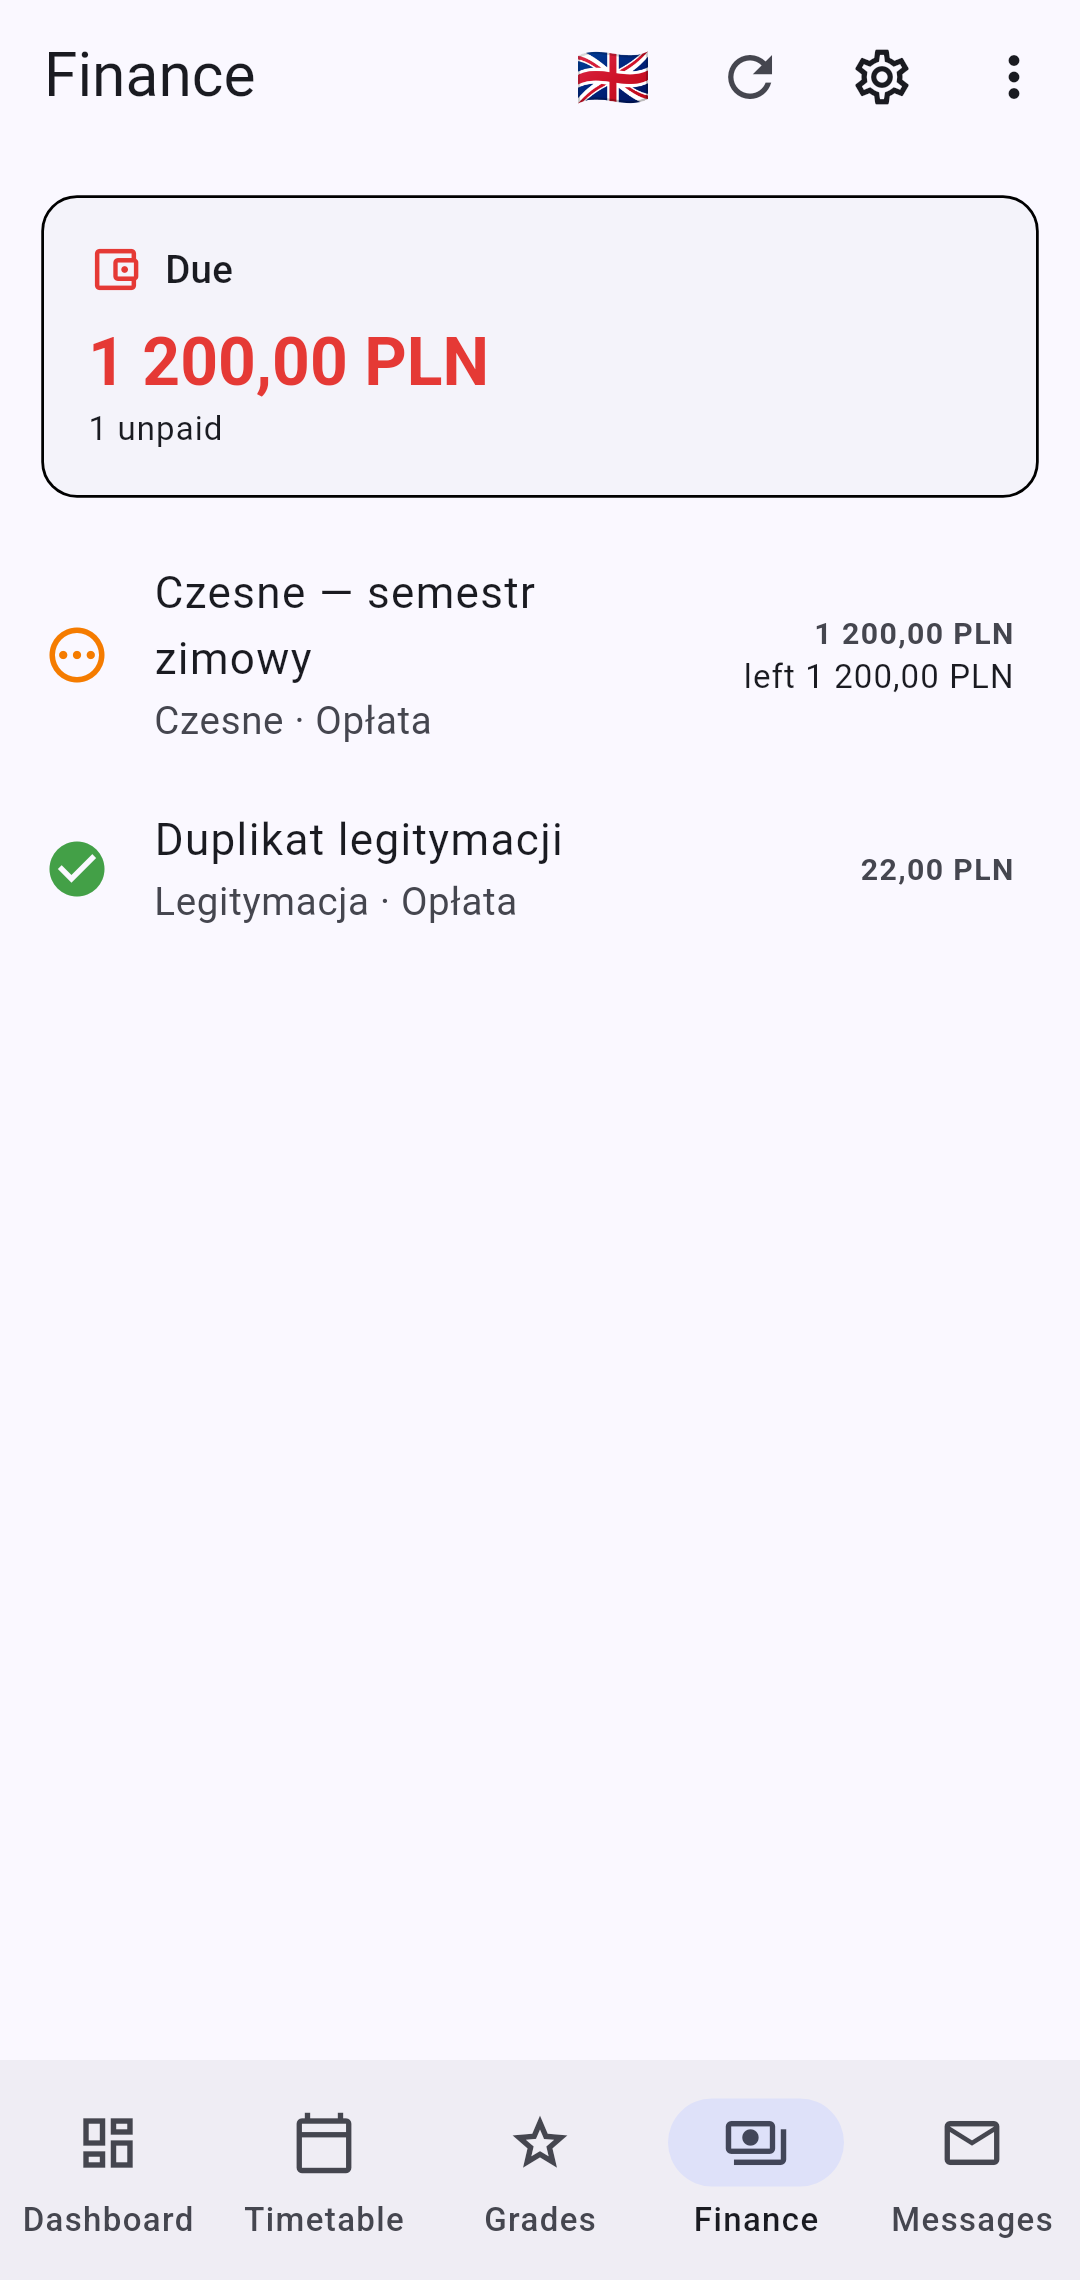 Finance
Due
1 200,00 PLN
1 unpaid
Czesne — semestr
zimowy
Czesne · Opłata
1 200,00 PLN
left 1 200,00 PLN
Duplikat legitymacji
Legitymacja · Opłata
22,00 PLN
Dashboard
Timetable
Grades
Finance
Messages